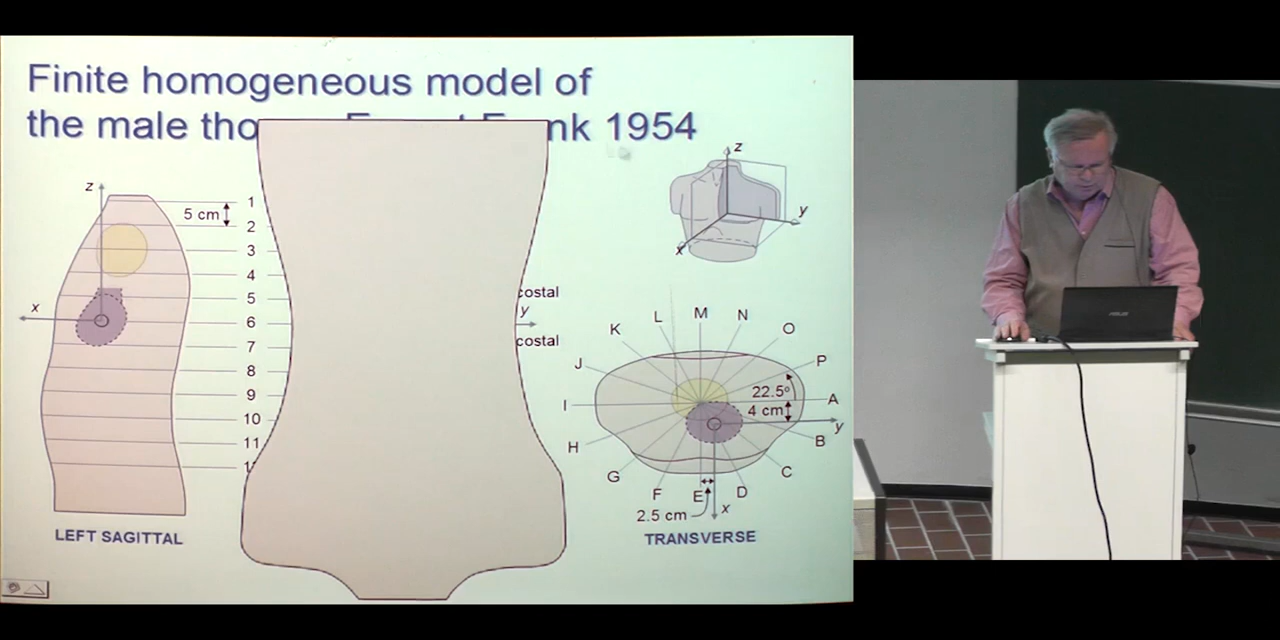 Finite homogeneous model of
the male tho nk 1954
z
5 cm
1
2
3
4
5
6
7
8
9
10
11
x
LEFT SAGITTAL
costal
y
costal
z
y
x
K
L
M
N
O
J
P
22.5°
I
A
4 cm
y
H
B
G
C
F
E
D
2.5 cm
x
TRANSVERSE
ASUS